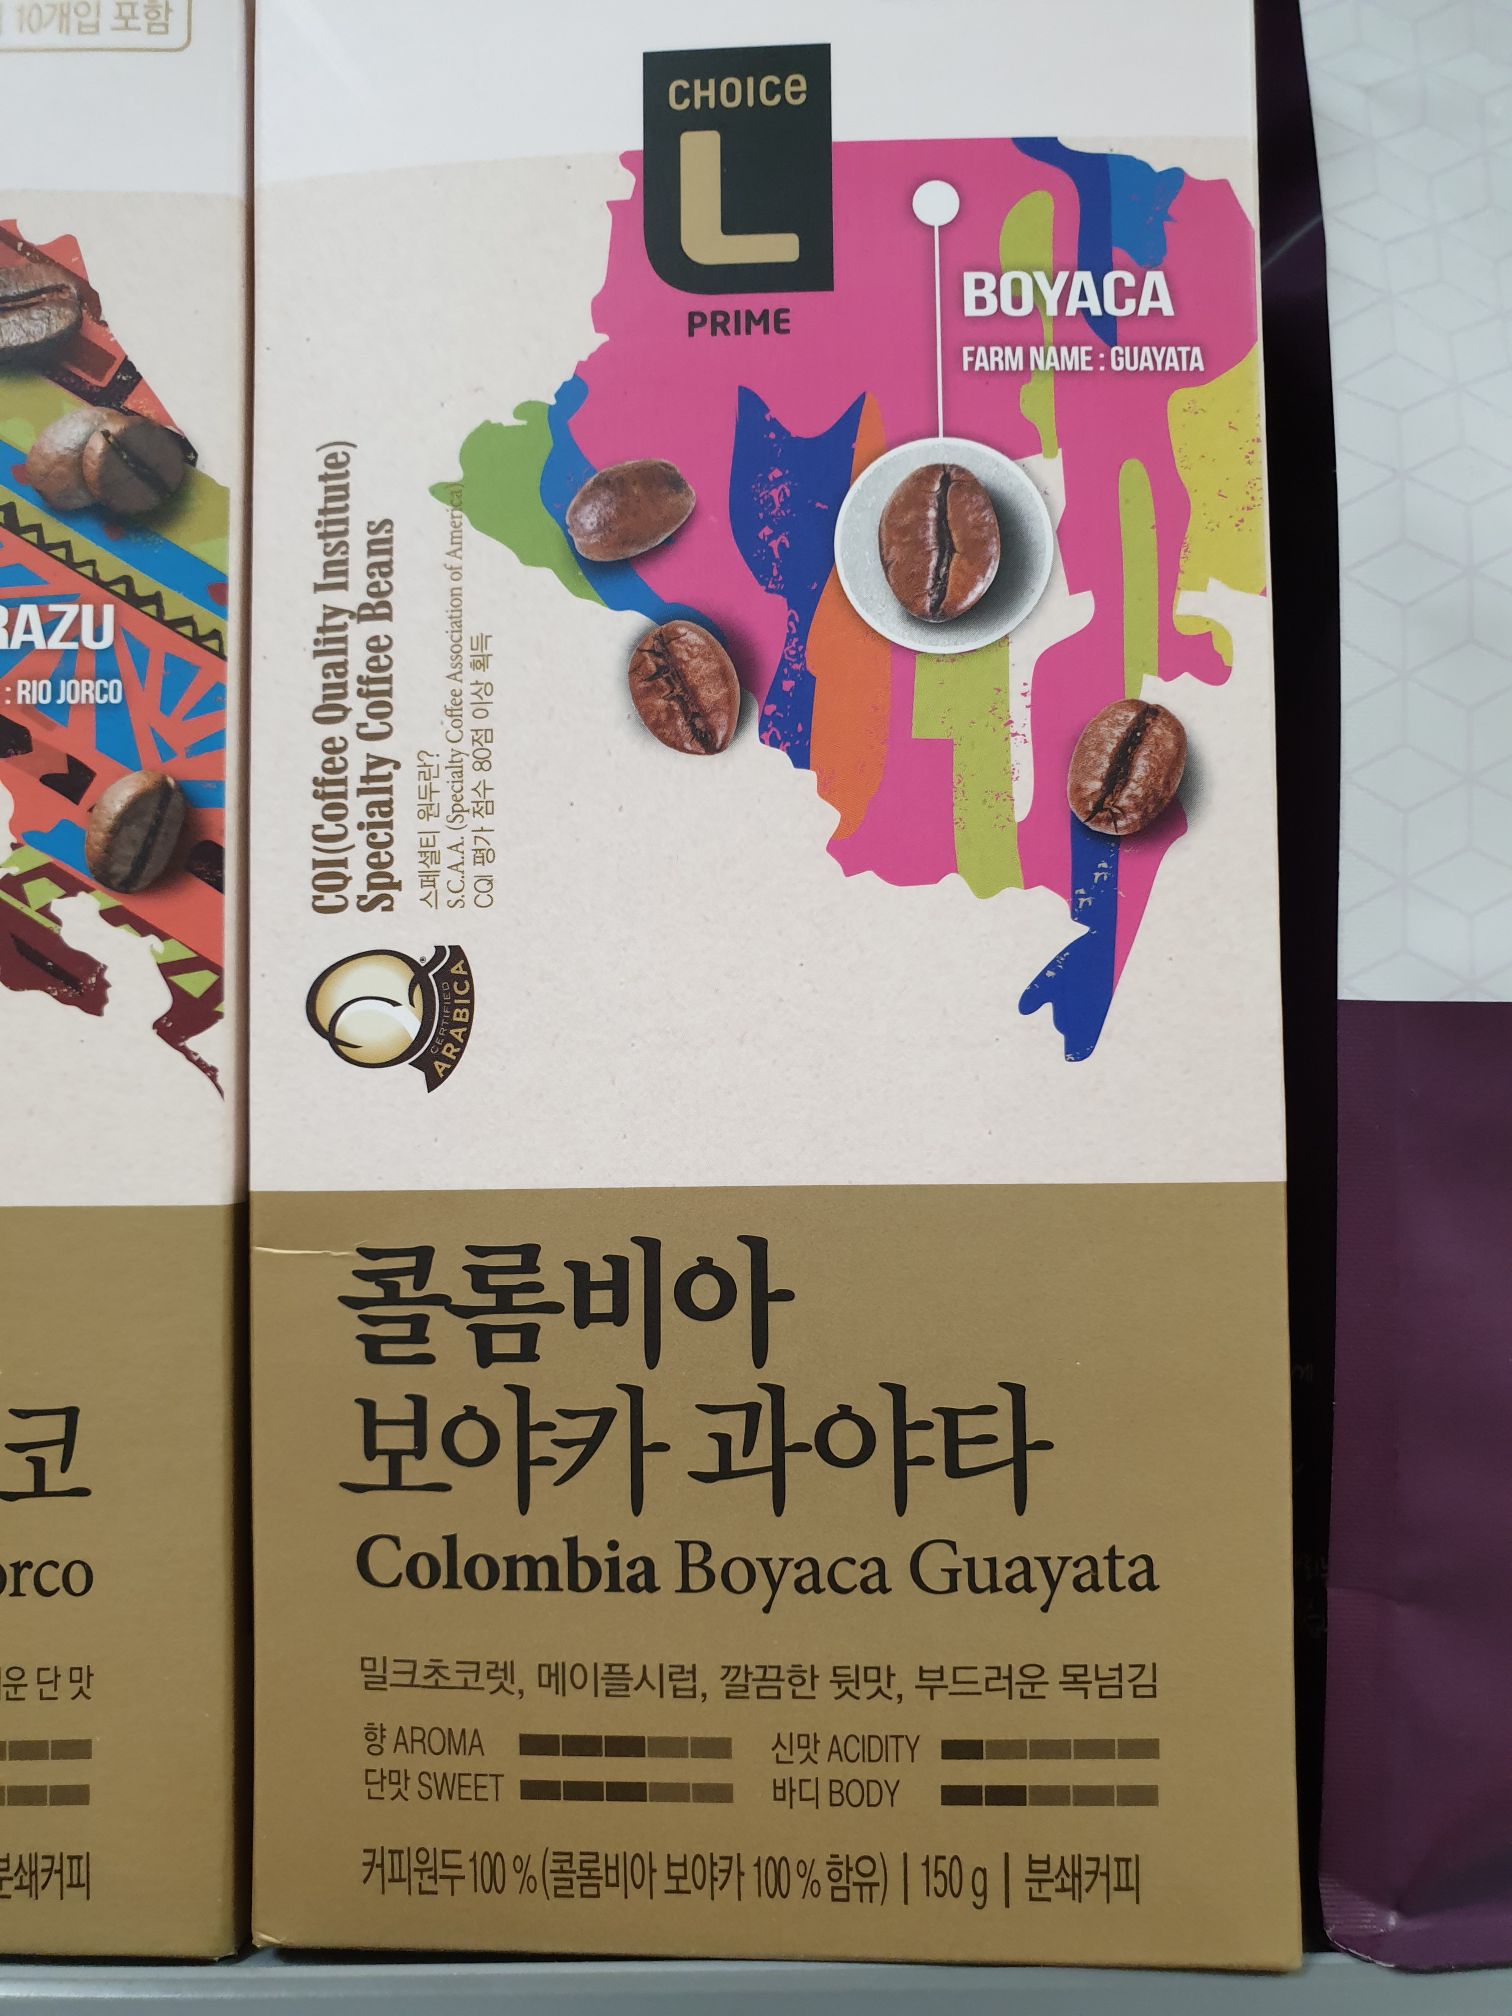 10개입 포함
RAZU
: RIO JORCO
코
orco
운 단 맛
분쇄커피
CHOICE
L
PRIME
BOYACA
FARM NAME : GUAYATA
CQI(Coffee Quality Institute)
Specialty Coffee Beans
스페셜티 원두란?
S.C.A.A. (Specialty Coffee Association of America)
CQI 평가 점수 80점 이상 획득
CERTIFIED
ARABICA
콜롬비아
보야카 과야타
Colombia Boyaca Guayata
밀크초코렛, 메이플시럽, 깔끔한 뒷맛, 부드러운 목넘김
향 AROMA 신맛 ACIDITY
단맛 SWEET 바디 BODY
커피원두 100 % (콜롬비아 보야카 100 % 함유) | 150 g | 분쇄커피